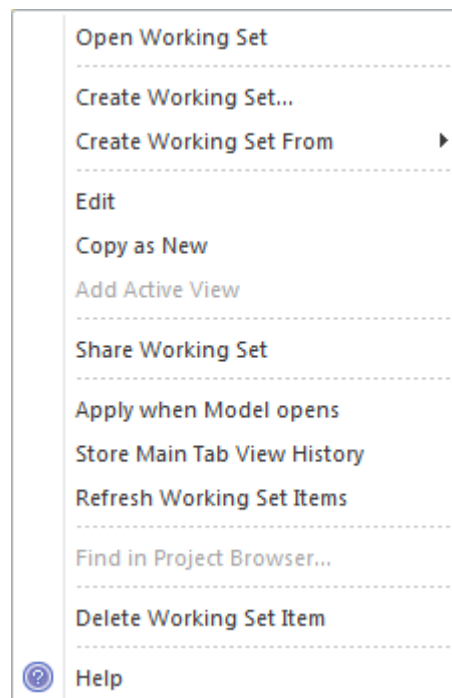 Open Working Set
Create Working Set...
Create Working Set From
Edit
Copy as New
Add Active View
Share Working Set
Apply when Model opens
Store Main Tab View History
Refresh Working Set Items
Find in Project Browser...
Delete Working Set Item
? Help